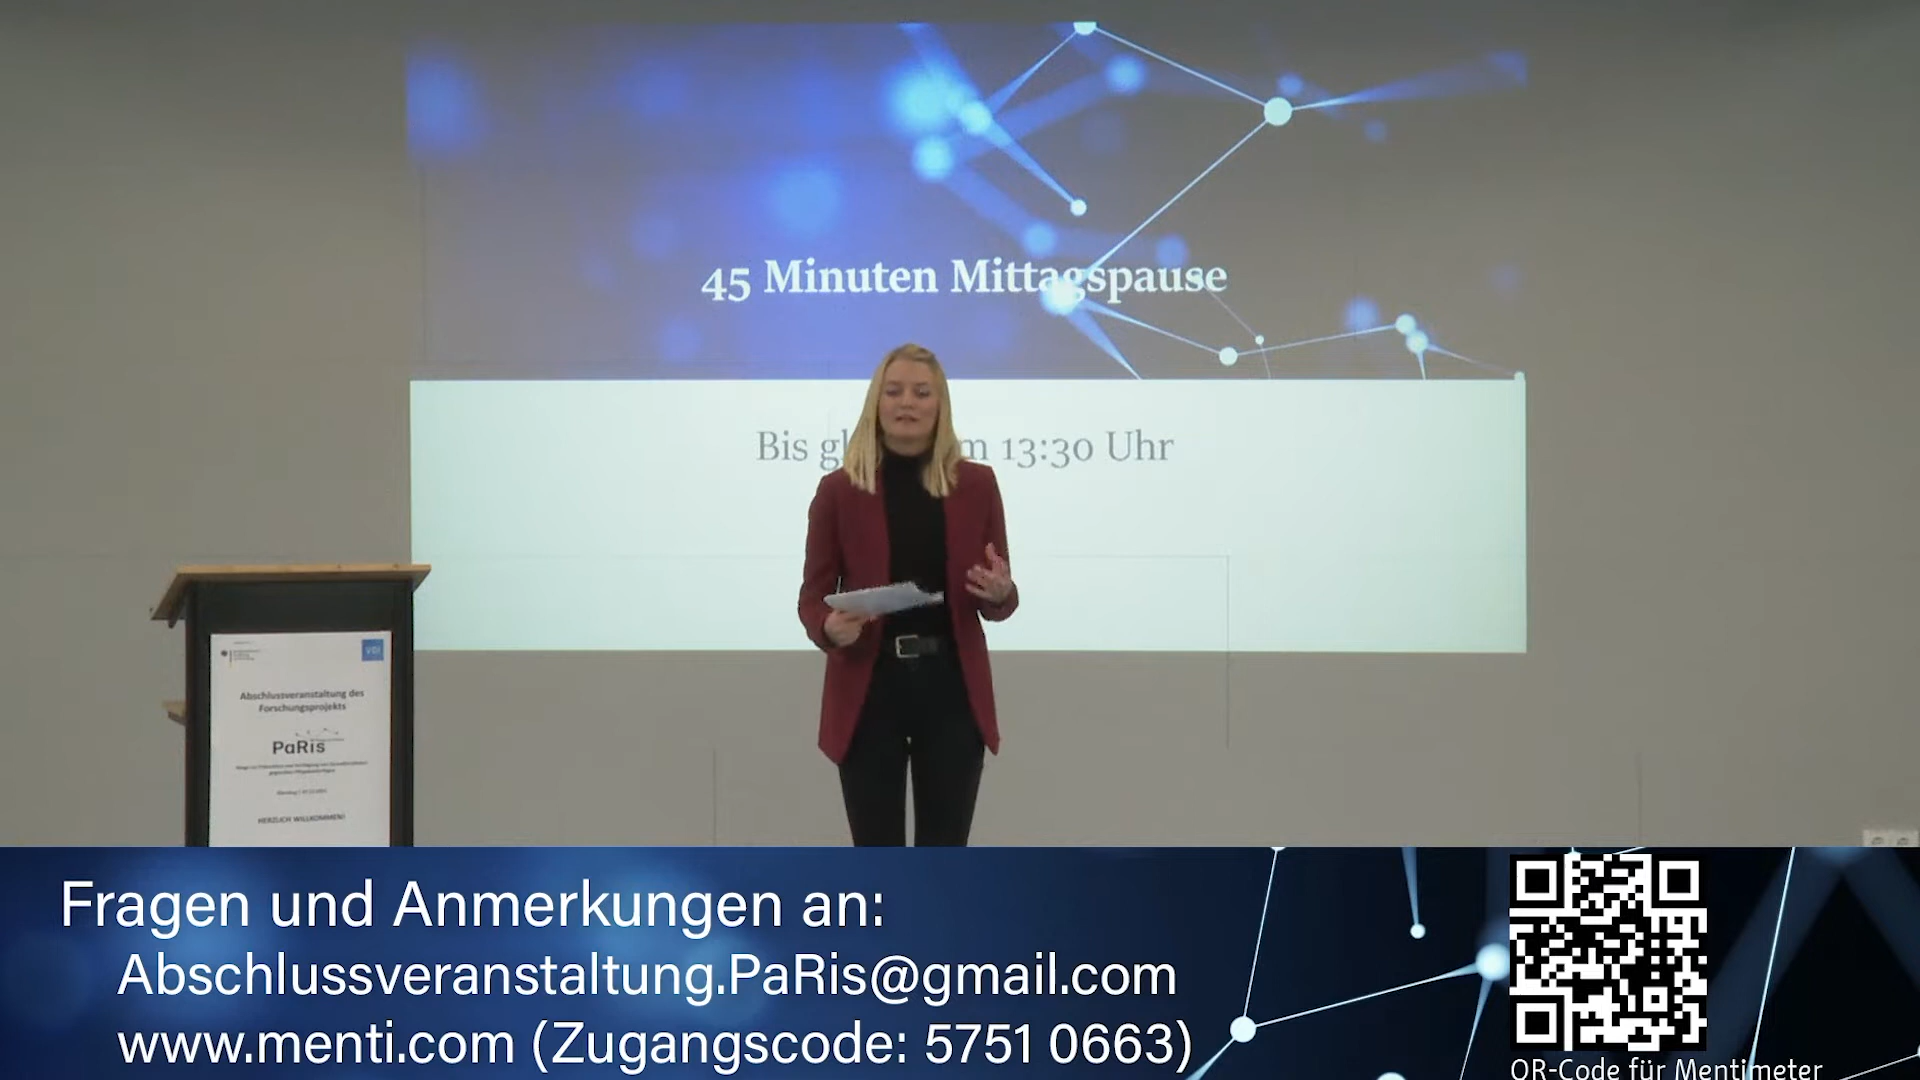 45 Minuten Mittagspause
Bis
13:30 Uhr
VDI
Abschlussveranstaltung des
Forschungsprojekts
PaRis
HERZLICH WILLKOMMEN!
Fragen und Anmerkungen an:
Abschlussveranstaltung.PaRis@gmail.com
www.menti.com (Zugangscode: 5751 0663)
QR-Code für Mentimeter